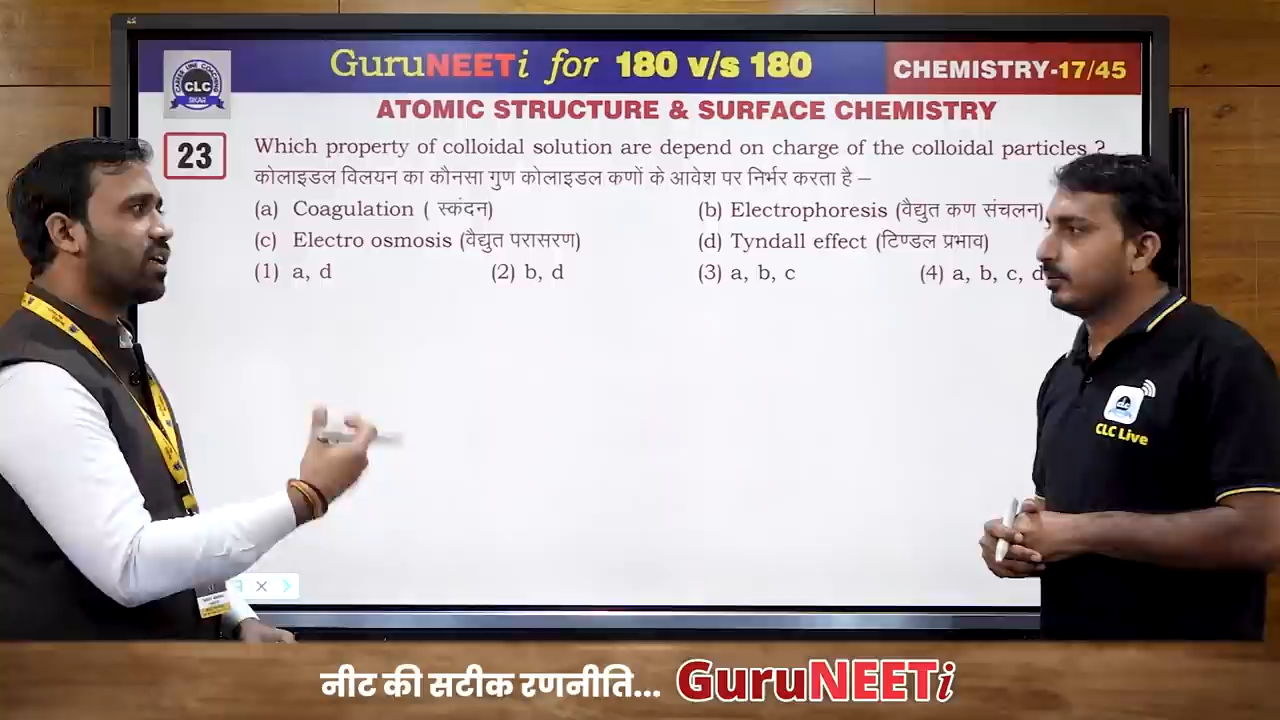 GuruNEETi for 180 v/s 180
CHEMISTRY-17/45
CLC
SIKAR
ATOMIC STRUCTURE & SURFACE CHEMISTRY
23
Which property of colloidal solution are depend on charge of the colloidal particles ?
कोलाइडल विलयन का कौनसा गुण कोलाइडल कणों के आवेश पर निर्भर करता है –
(a) Coagulation ( स्कंदन)
(b) Electrophoresis (वैद्युत कण संचलन)
(c) Electro osmosis (वैद्युत परासरण)
(d) Tyndall effect (टिण्डल प्रभाव)
(1) a, d
(2) b, d
(3) a, b, c
(4) a, b, c, d
CLC
CLC Live
नीट की सटीक रणनीति... GuruNEETi